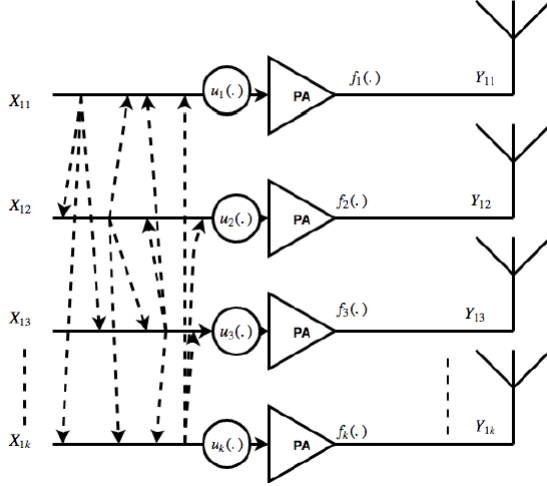 X₁₁ u₁(.) PA f₁(.) Y₁₁
X₁₂ u₂(.) PA f₂(.) Y₁₂
X₁₃ u₃(.) PA f₃(.) Y₁₃
X₁ₖ uₖ(.) PA fₖ(.) Y₁ₖ